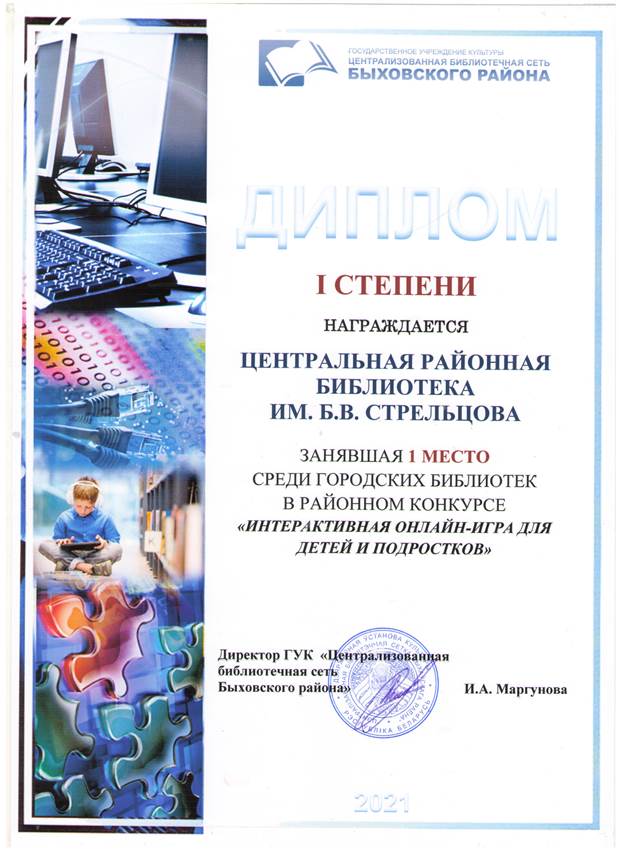 ГОСУДАРСТВЕННОЕ УЧРЕЖДЕНИЕ КУЛЬТУРЫ
ЦЕНТРАЛИЗОВАННАЯ БИБЛИОТЕЧНАЯ СЕТЬ
БЫХОВСКОГО РАЙОНА
ДИПЛОМ
I СТЕПЕНИ
НАГРАЖДАЕТСЯ
ЦЕНТРАЛЬНАЯ РАЙОННАЯ
БИБЛИОТЕКА
ИМ. Б.В. СТРЕЛЬЦОВА
ЗАНЯВШАЯ 1 МЕСТО
СРЕДИ ГОРОДСКИХ БИБЛИОТЕК
В РАЙОННОМ КОНКУРСЕ
«ИНТЕРАКТИВНАЯ ОНЛАЙН-ИГРА ДЛЯ
ДЕТЕЙ И ПОДРОСТКОВ»
Директор ГУК «Централизованная
библиотечная сеть
Быховского района»
И.А. Маргунова
РЭСПУБЛІКА БЕЛАРУСЬ
2021